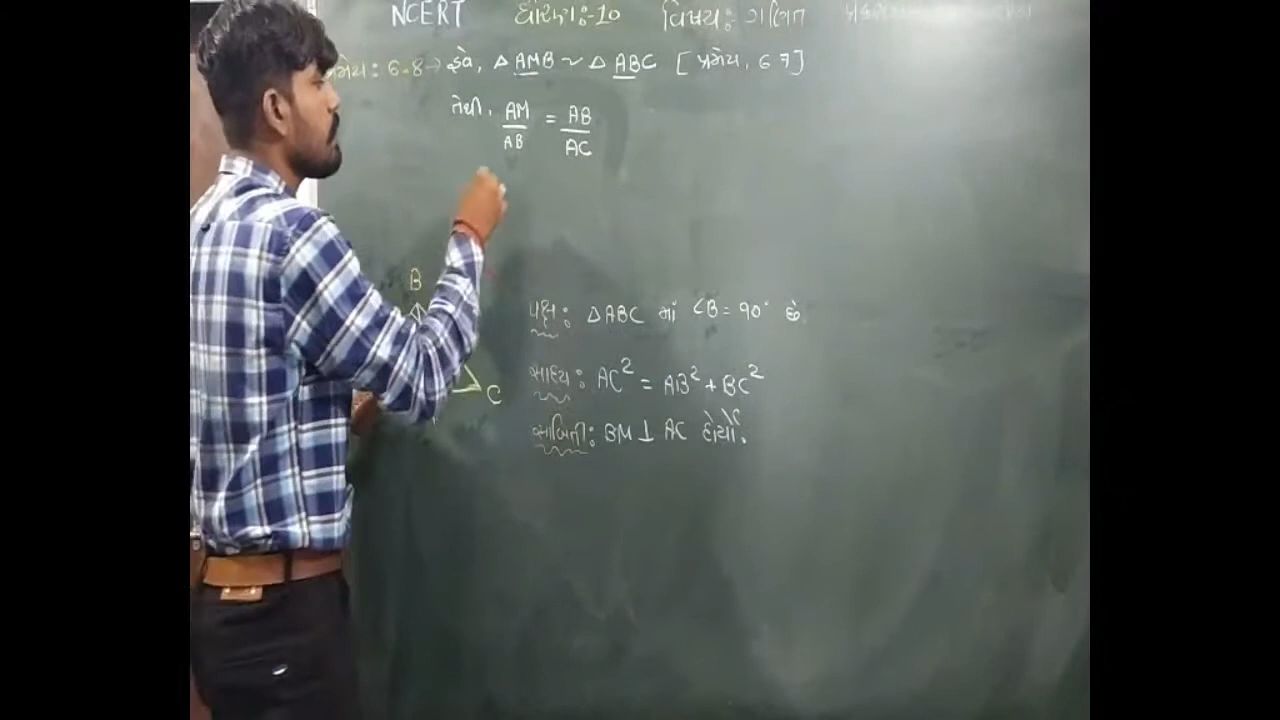 NCERT ધોરણ:-10 વિષય:- ગણિત
પ્રમેય: 6.8→ હવે, △ AMB ~ △ ABC [પ્રમેય, 6 7]
તેથી, AM/AB = AB/AC
B
C
પક્ષ: △ABC માં ∠B = 90° છે.
સાધ્ય: AC² = AB² + BC²
સાબિતી: BM ⊥ AC દોર્યો.